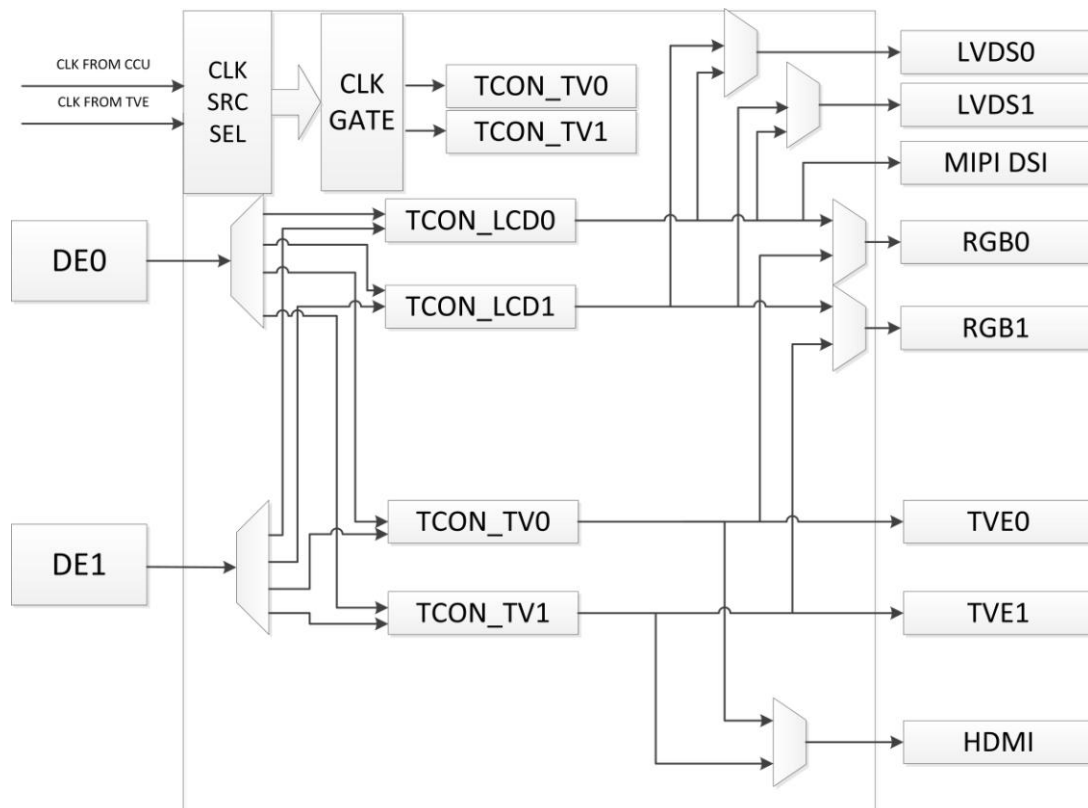 CLK FROM CCU
CLK FROM TVE
CLK
SRC
SEL
CLK
GATE
TCON_TV0
TCON_TV1
LVDS0
LVDS1
MIPI DSI
DE0
TCON_LCD0
RGB0
TCON_LCD1
RGB1
DE1
TCON_TV0
TVE0
TCON_TV1
TVE1
HDMI